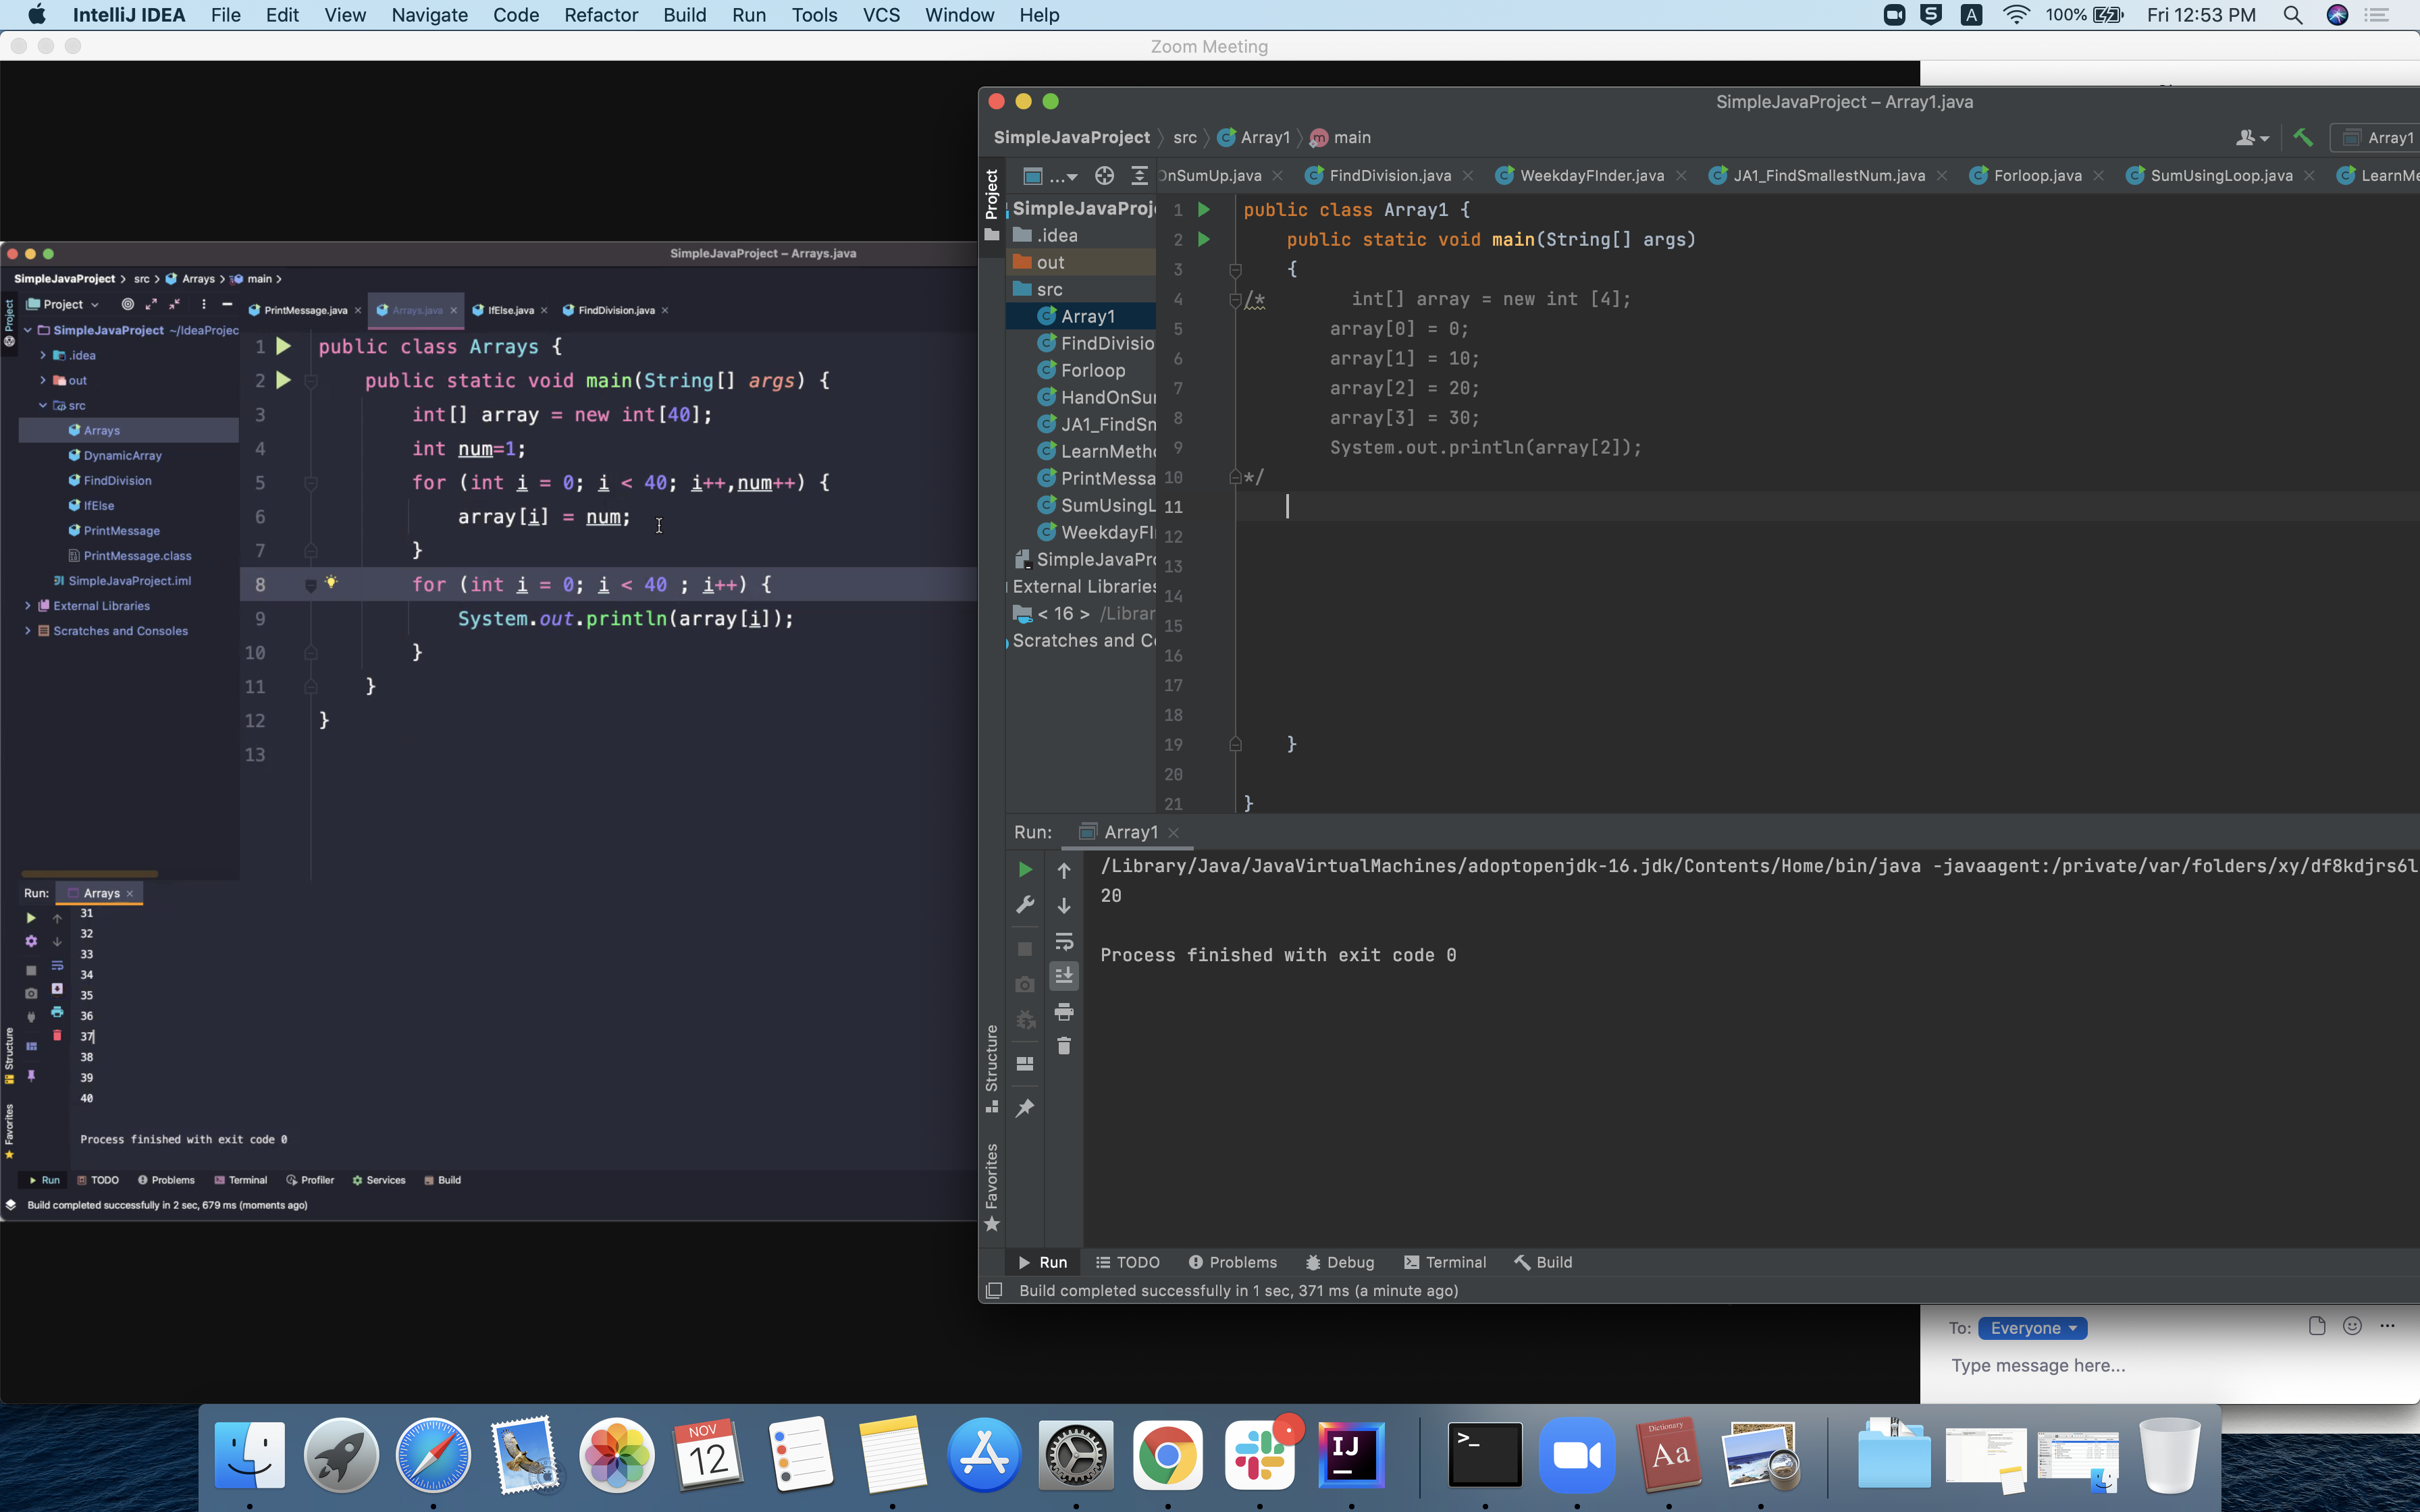 IntelliJ IDEA File Edit View Navigate Code Refactor Build Run Tools VCS Window Help 100% Fri 12:53 PM
Zoom Meeting
SimpleJavaProject – Arrays.java
SimpleJavaProject src Arrays main
Project
PrintMessage.java Arrays.java IfElse.java FindDivision.java
Project
SimpleJavaProject ~/IdeaProjec
.idea
out
src
Arrays
DynamicArray
FindDivision
IfElse
PrintMessage
PrintMessage.class
SimpleJavaProject.iml
External Libraries
Scratches and Consoles
1 public class Arrays {
2 public static void main(String[] args) {
3 int[] array = new int[40];
4 int num=1;
5 for (int i = 0; i < 40; i++,num++) {
6 array[i] = num;
7 }
8 for (int i = 0; i < 40 ; i++) {
9 System.out.println(array[i]);
10 }
11 }
12 }
13
Run: Arrays
31
32
33
34
35
36
37
38
39
40
Process finished with exit code 0
Structure
Favorites
Run TODO Problems Terminal Profiler Services Build
Build completed successfully in 2 sec, 679 ms (moments ago)
SimpleJavaProject – Array1.java
SimpleJavaProject src Array1 main
Array1
Project
...
nSumUp.java FindDivision.java WeekdayFInder.java JA1_FindSmallestNum.java Forloop.java SumUsingLoop.java LearnMe
SimpleJavaProj
.idea
out
src
Array1
FindDivisio
Forloop
HandOnSu
JA1_FindSn
LearnMeth
PrintMessa
SumUsingL
WeekdayFI
SimpleJavaPro
External Libraries
< 16 > /Librar
Scratches and C
1 public class Array1 {
2 public static void main(String[] args)
3 {
4 /* int[] array = new int [4];
5 array[0] = 0;
6 array[1] = 10;
7 array[2] = 20;
8 array[3] = 30;
9 System.out.println(array[2]);
10 */
11
12
13
14
15
16
17
18
19 }
20
21 }
Run: Array1
/Library/Java/JavaVirtualMachines/adoptopenjdk-16.jdk/Contents/Home/bin/java -javaagent:/private/var/folders/xy/df8kdjrs6l
20
Process finished with exit code 0
Structure
Favorites
Run TODO Problems Debug Terminal Build
Build completed successfully in 1 sec, 371 ms (a minute ago)
To: Everyone
Type message here...
NOV
12
IJ
>_
Dictionary
Aa